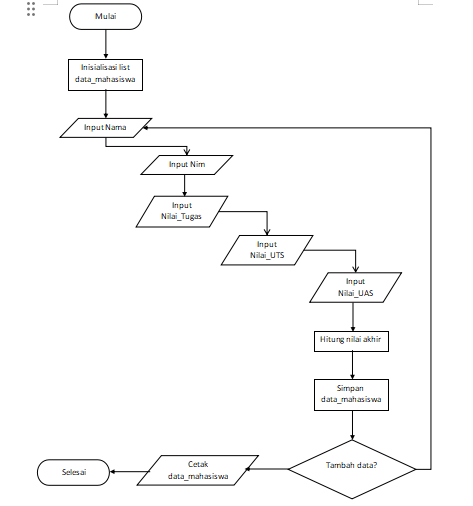 Mulai
Inisialisasi list
data_mahasiswa
Input Nama
Input Nim
Input
Nilai_Tugas
Input
Nilai_UTS
Input
Nilai_UAS
Hitung nilai akhir
Simpan
data_mahasiswa
Tambah data?
Cetak
data_mahasiswa
Selesai